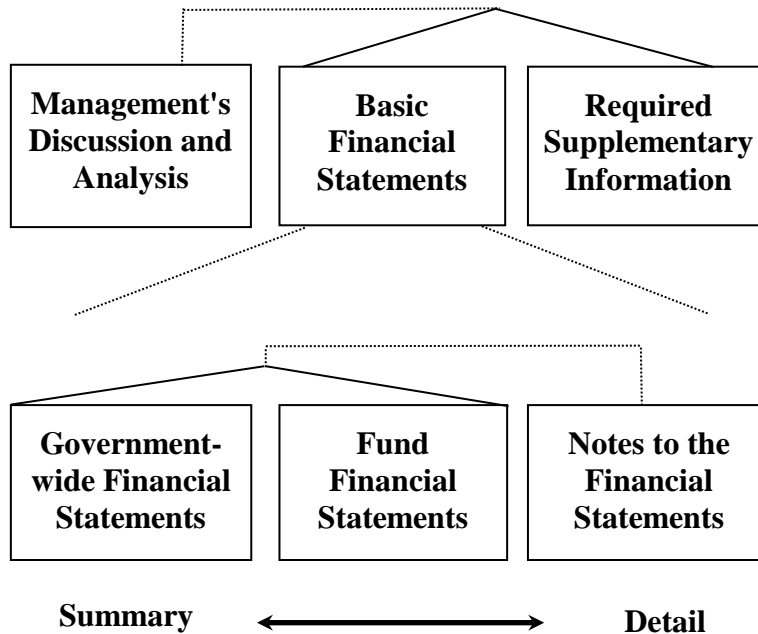 Management's
Discussion and
Analysis
Basic
Financial
Statements
Required
Supplementary
Information
Government-
wide Financial
Statements
Fund
Financial
Statements
Notes to the
Financial
Statements
Summary
Detail